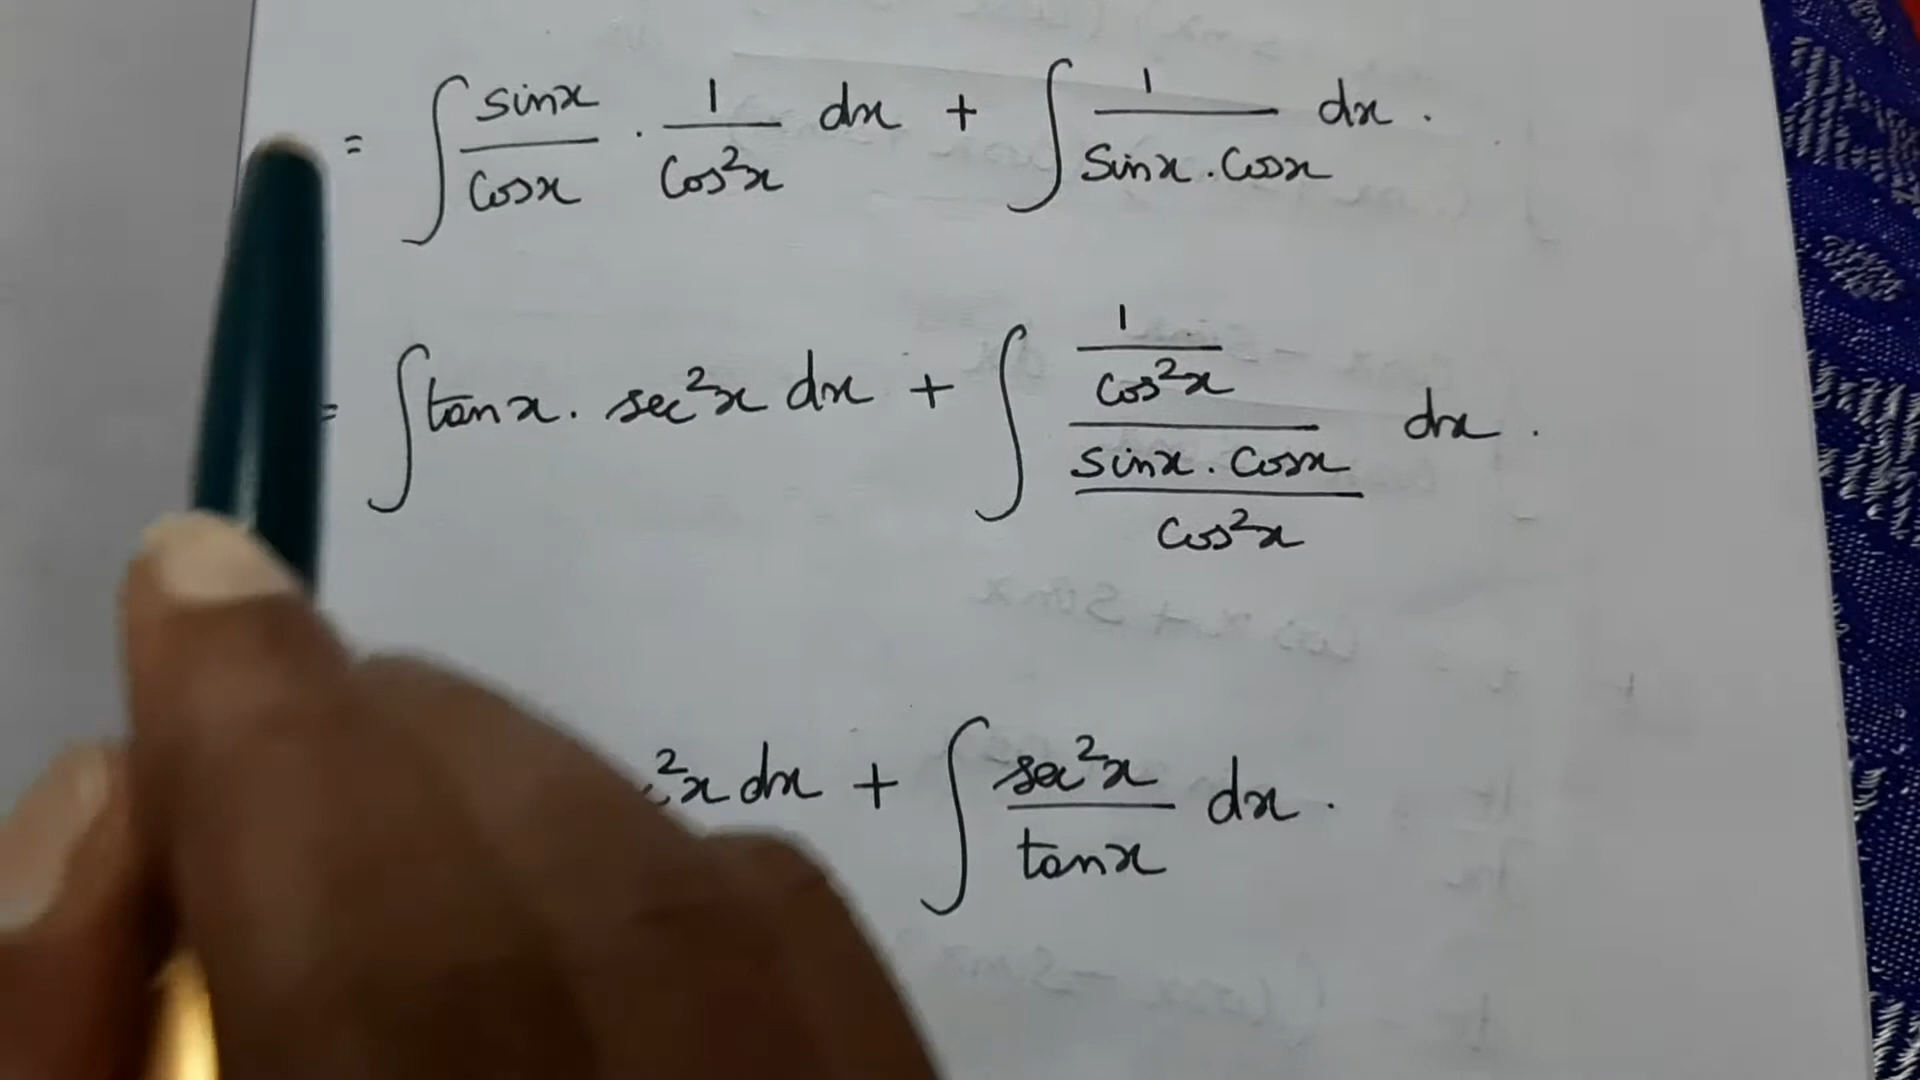 = ∫ sinx/cosx · 1/cos²x dx + ∫ 1/(sinx · cosx) dx .
= ∫ tanx · sec²x dx + ∫ (1/cos²x)/((sinx · cosx)/cos²x) dx .
²x dx + ∫ sec²x/tanx dx .